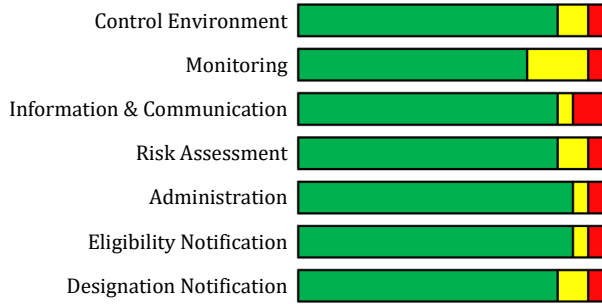 Control Environment
Monitoring
Information & Communication
Risk Assessment
Administration
Eligibility Notification
Designation Notification